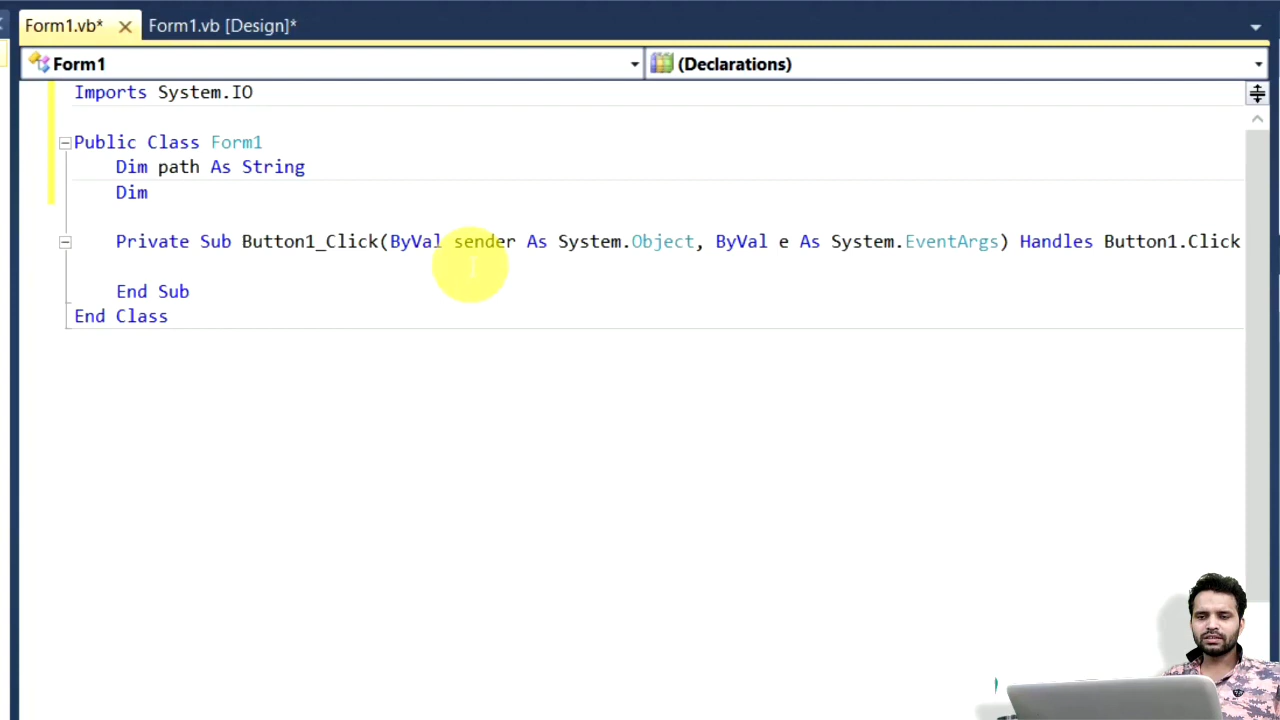 Form1.vb* Form1.vb [Design]*
Form1 (Declarations)
Imports System.IO
Public Class Form1
Dim path As String
Dim
Private Sub Button1_Click(ByVal sender As System.Object, ByVal e As System.EventArgs) Handles Button1.Click
End Sub
End Class